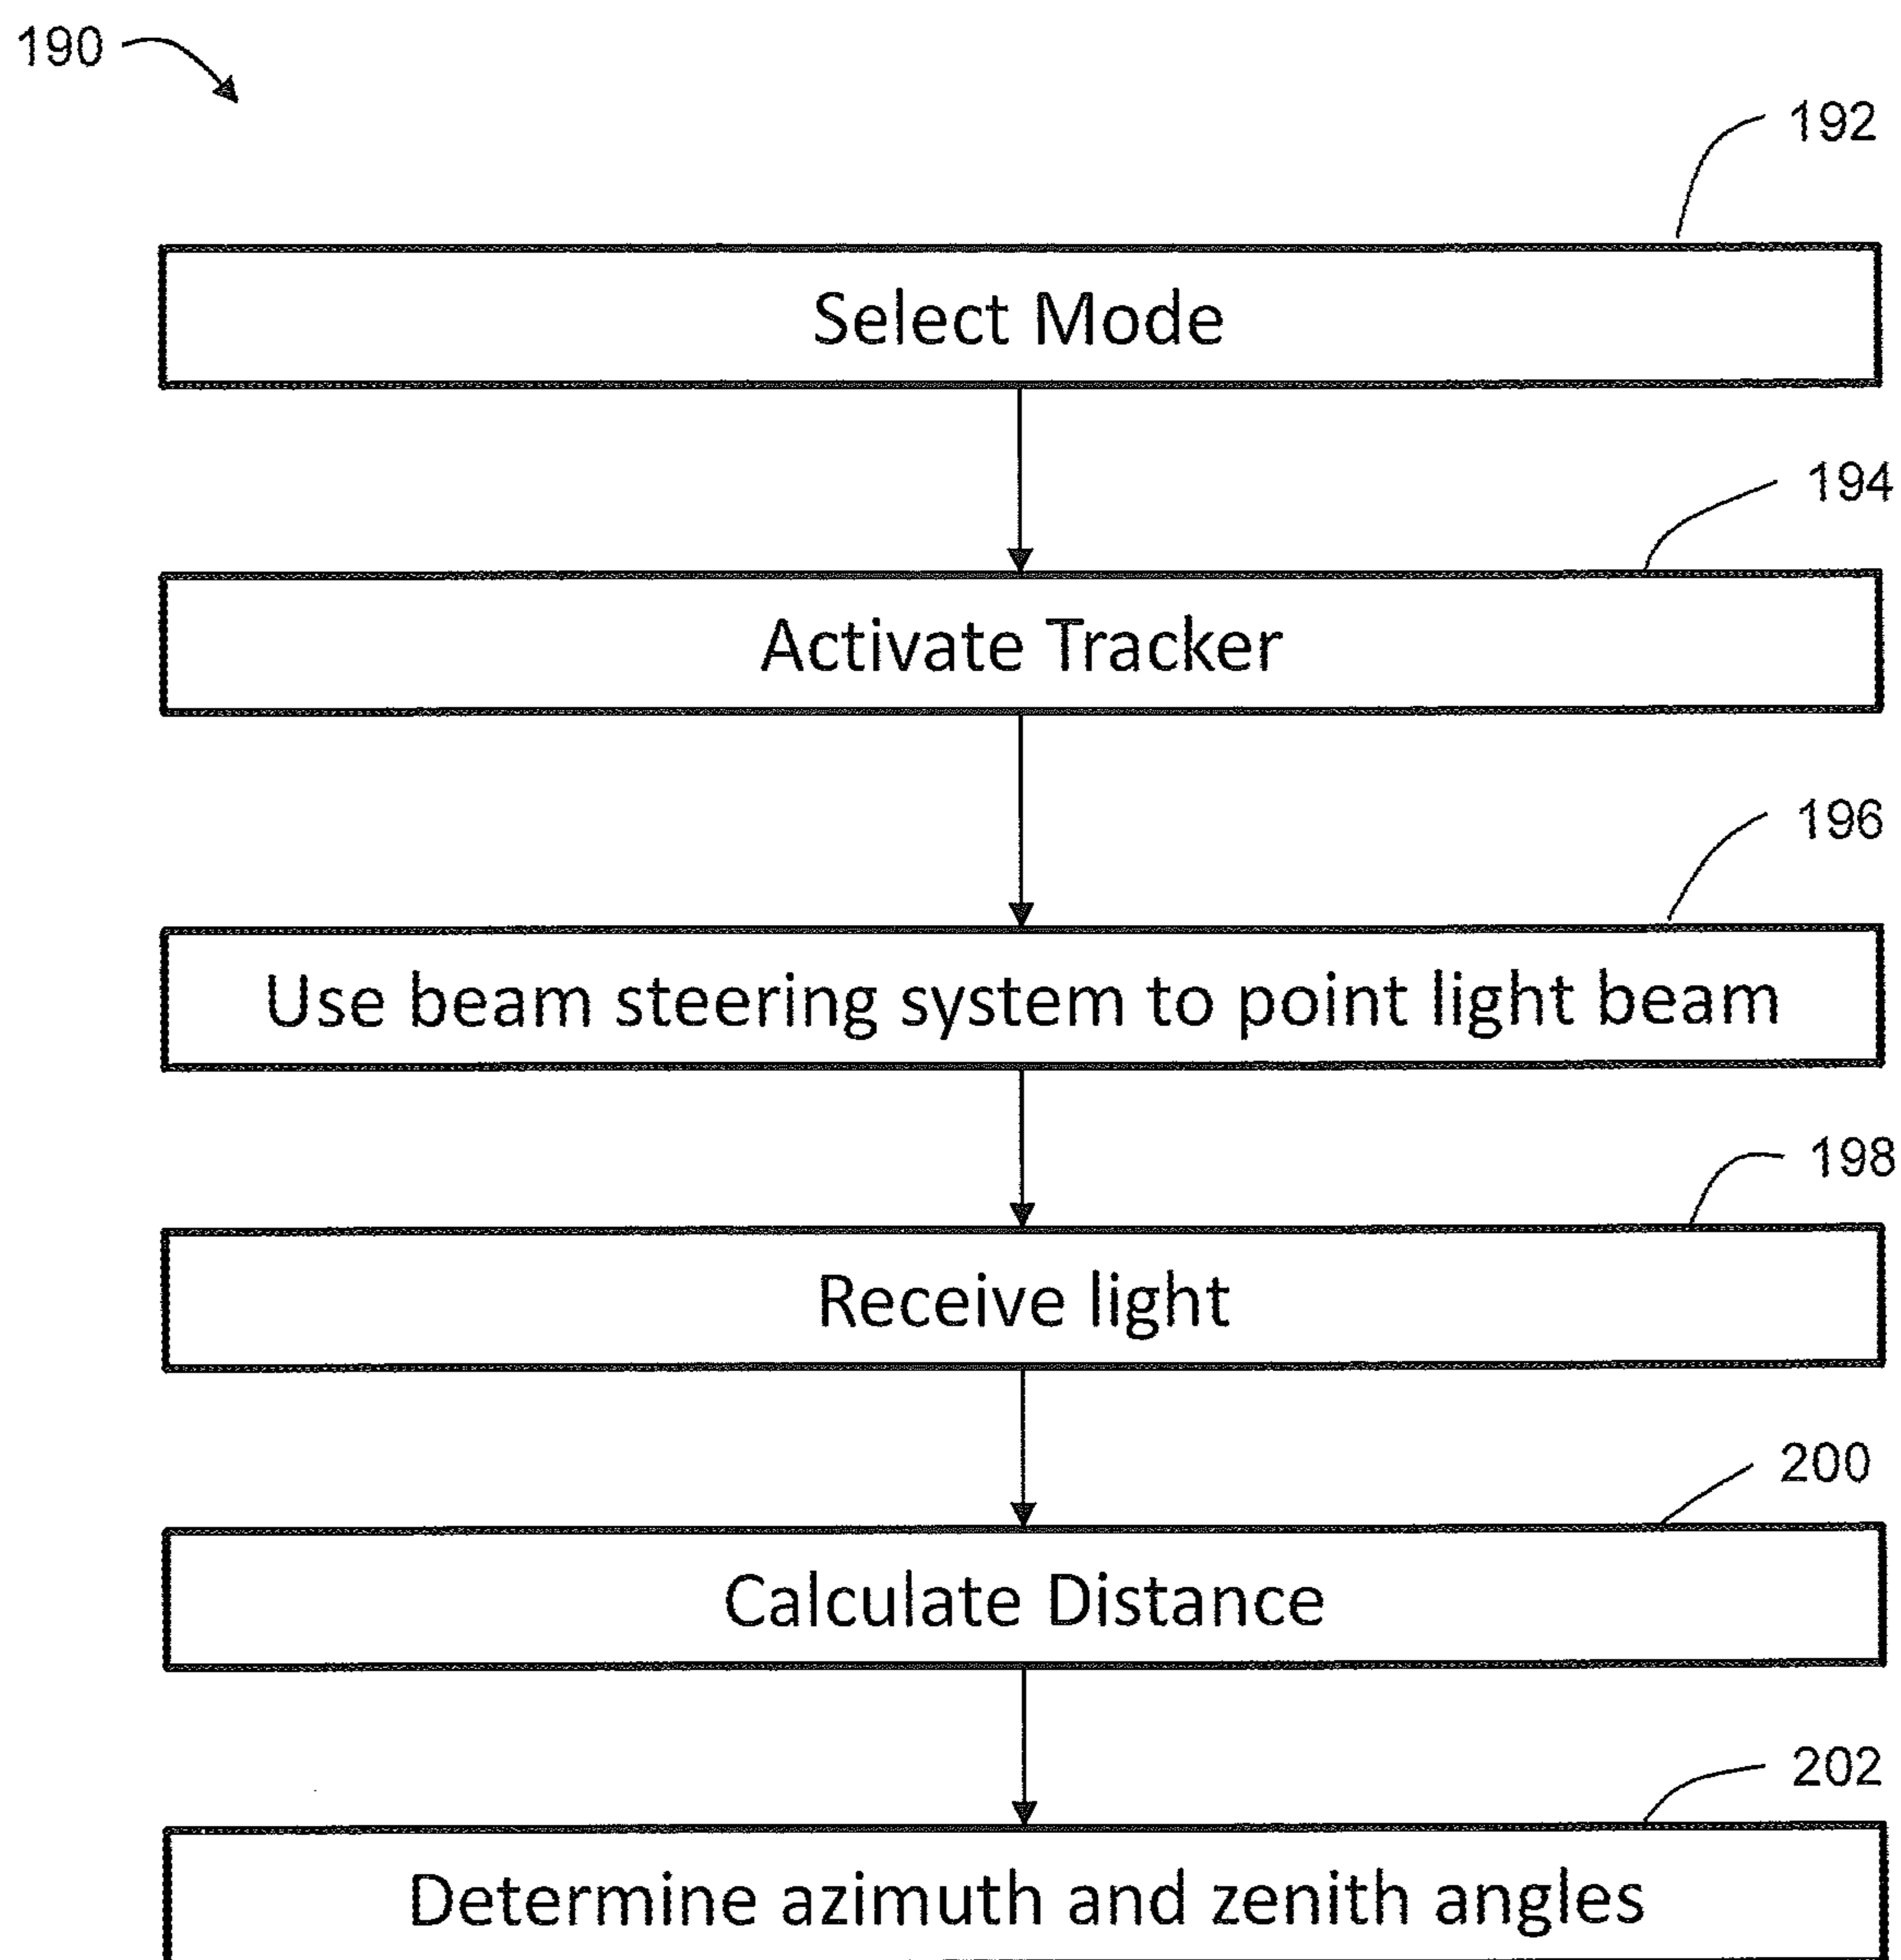 190
192
Select Mode
194
Activate Tracker
196
Use beam steering system to point light beam
198
Receive light
200
Calculate Distance
202
Determine azimuth and zenith angles